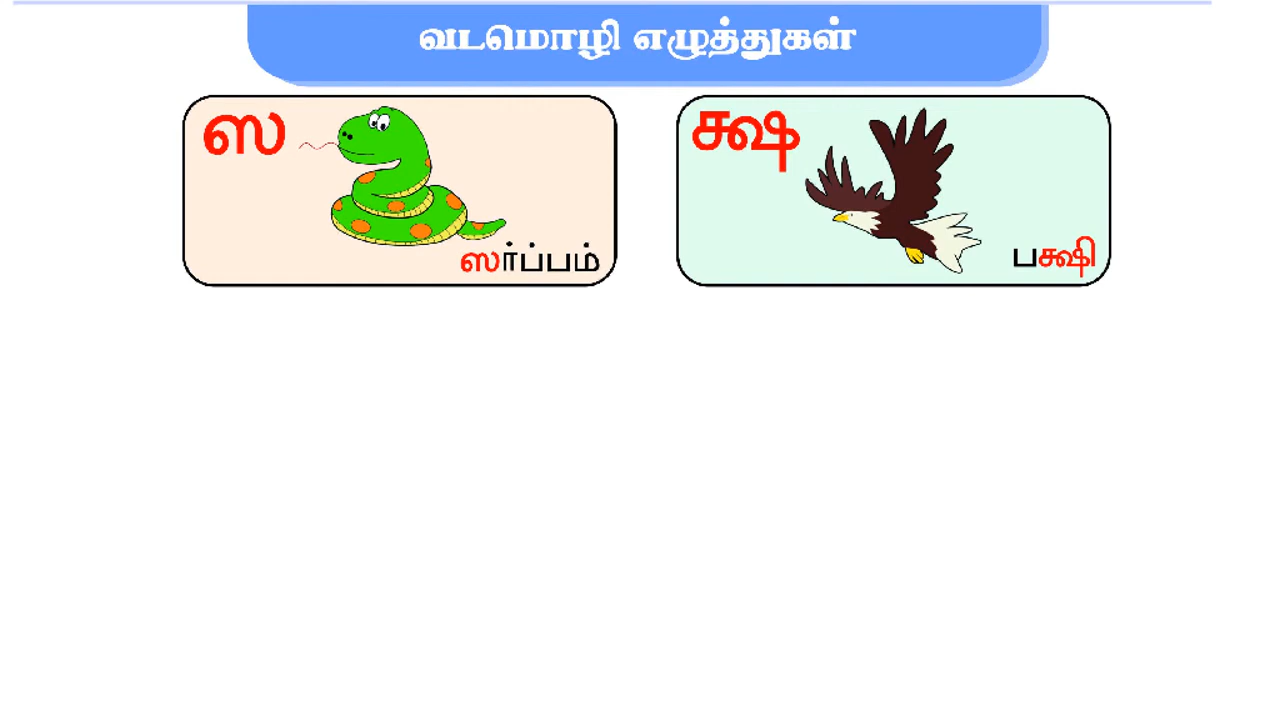 வடமொழி எழுத்துகள்
ஸ
ஸர்ப்பம்
க்ஷ
பக்ஷி